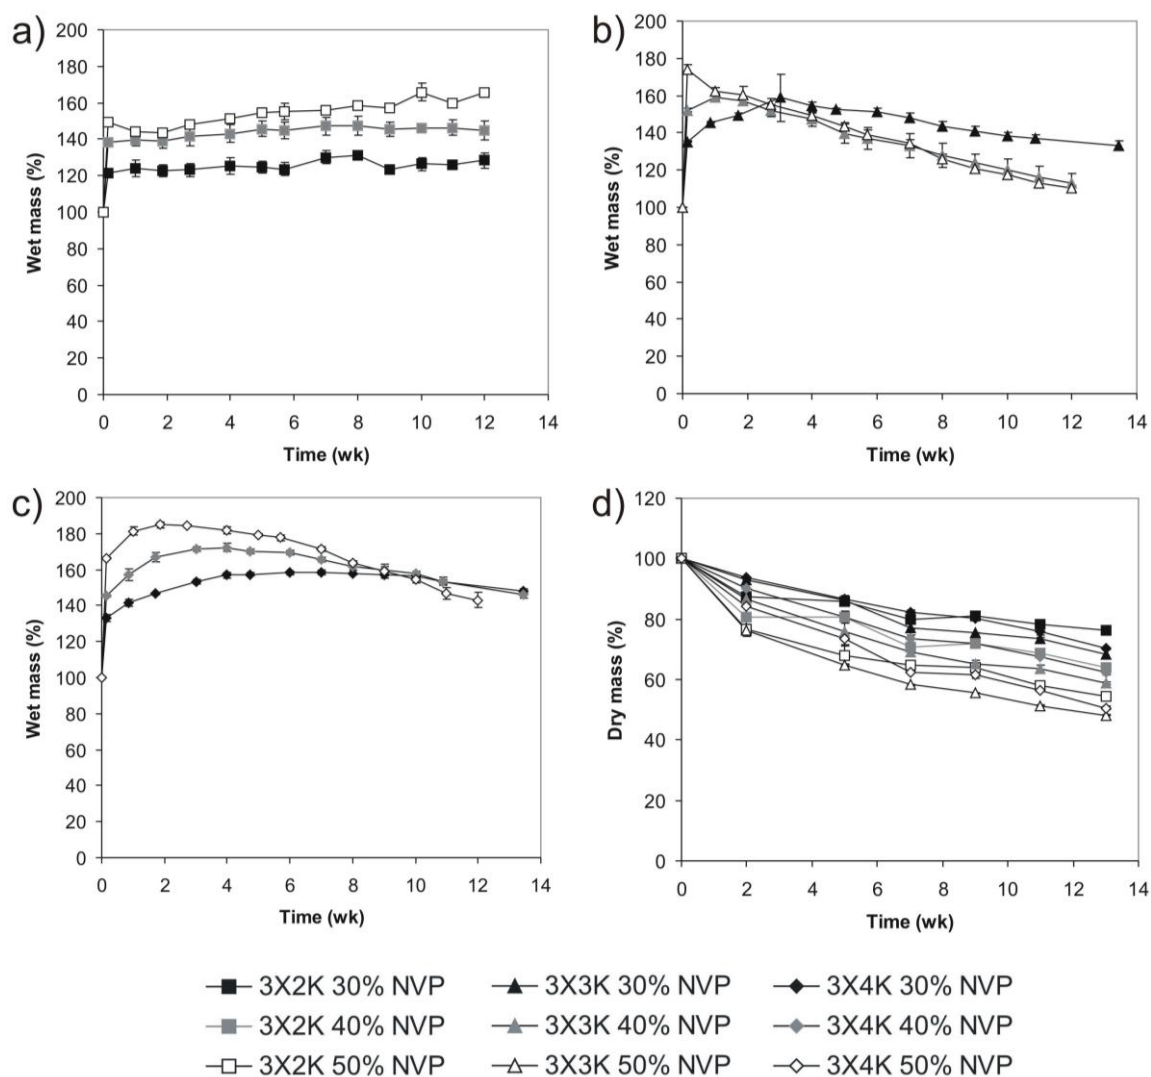 a)
200
180
160
140
120
100
80
60
40
20
0
Wet mass (%)
0 2 4 6 8 10 12 14
Time (wk)
b)
200
180
160
140
120
100
80
60
40
20
0
Wet mass (%)
0 2 4 6 8 10 12 14
Time (wk)
c)
200
180
160
140
120
100
80
60
40
20
0
Wet mass (%)
0 2 4 6 8 10 12 14
Time (wk)
d)
120
100
80
60
40
20
0
Dry mass (%)
0 2 4 6 8 10 12 14
Time (wk)
3X2K 30% NVP 3X3K 30% NVP 3X4K 30% NVP
3X2K 40% NVP 3X3K 40% NVP 3X4K 40% NVP
3X2K 50% NVP 3X3K 50% NVP 3X4K 50% NVP